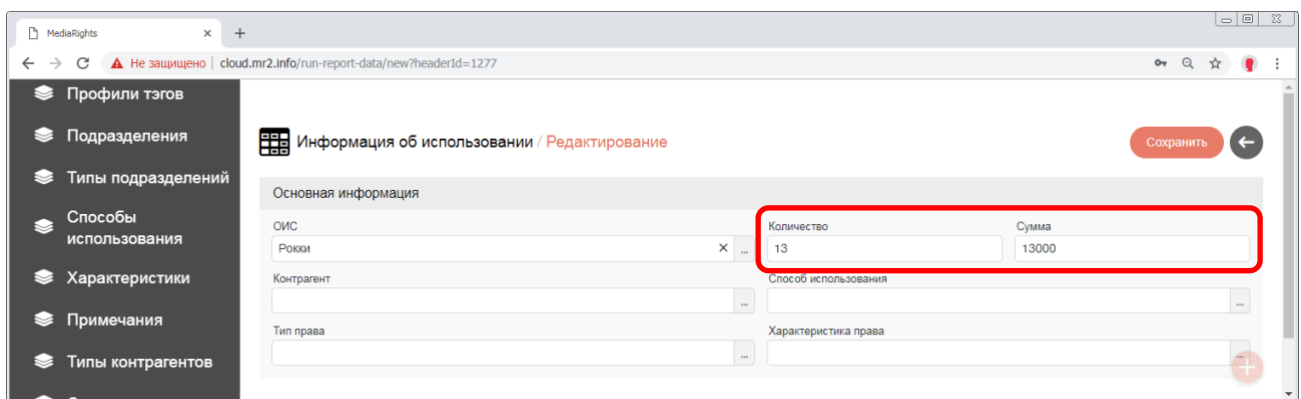 MediaRights
Не защищено | cloud.mr2.info/run-report-data/new?headerId=1277
Профили тэгов
Подразделения
Типы подразделений
Способы
использования
Характеристики
Примечания
Типы контрагентов
Информация об использовании / Редактирование
Сохранить
Основная информация
ОИС
Количество
Сумма
Рокки
13
13000
Контрагент
Способ использования
Тип права
Характеристика права